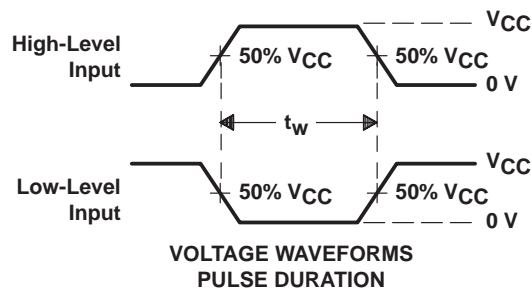 High-Level
Input
50% VCC
50% VCC
VCC
0 V
tw
Low-Level
Input
50% VCC
50% VCC
VCC
0 V
VOLTAGE WAVEFORMS
PULSE DURATION